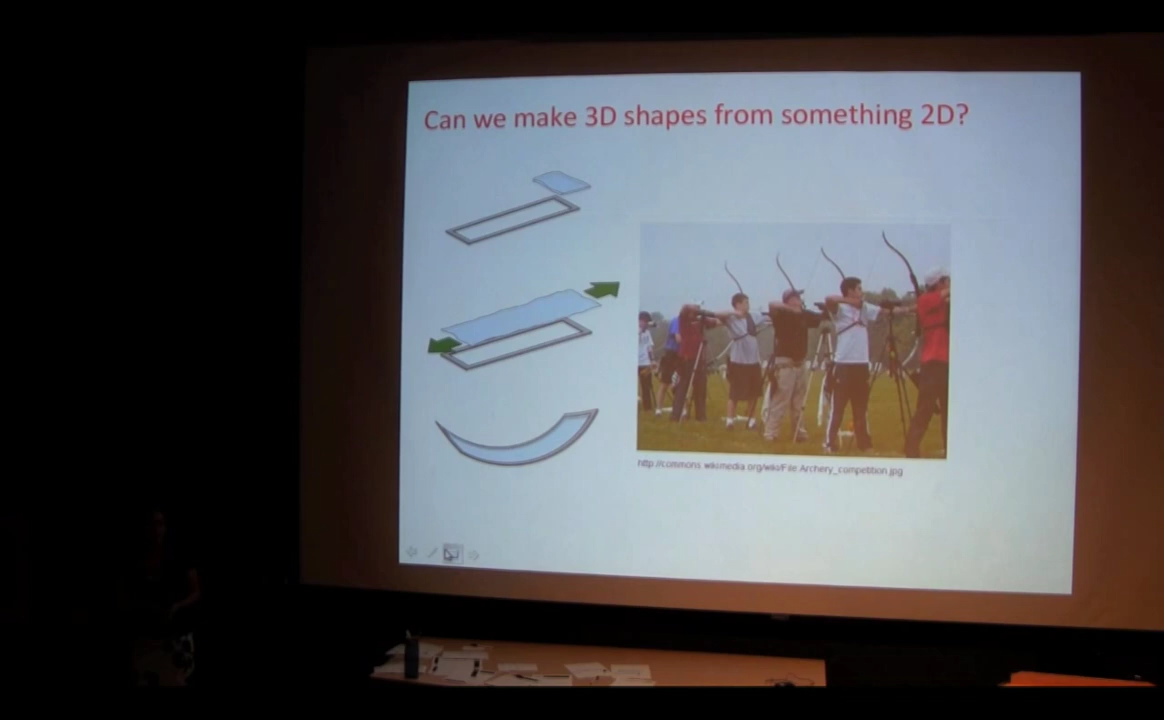 Can we make 3D shapes from something 2D?
http://commons.wikimedia.org/wiki/File:Archery_competition.jpg